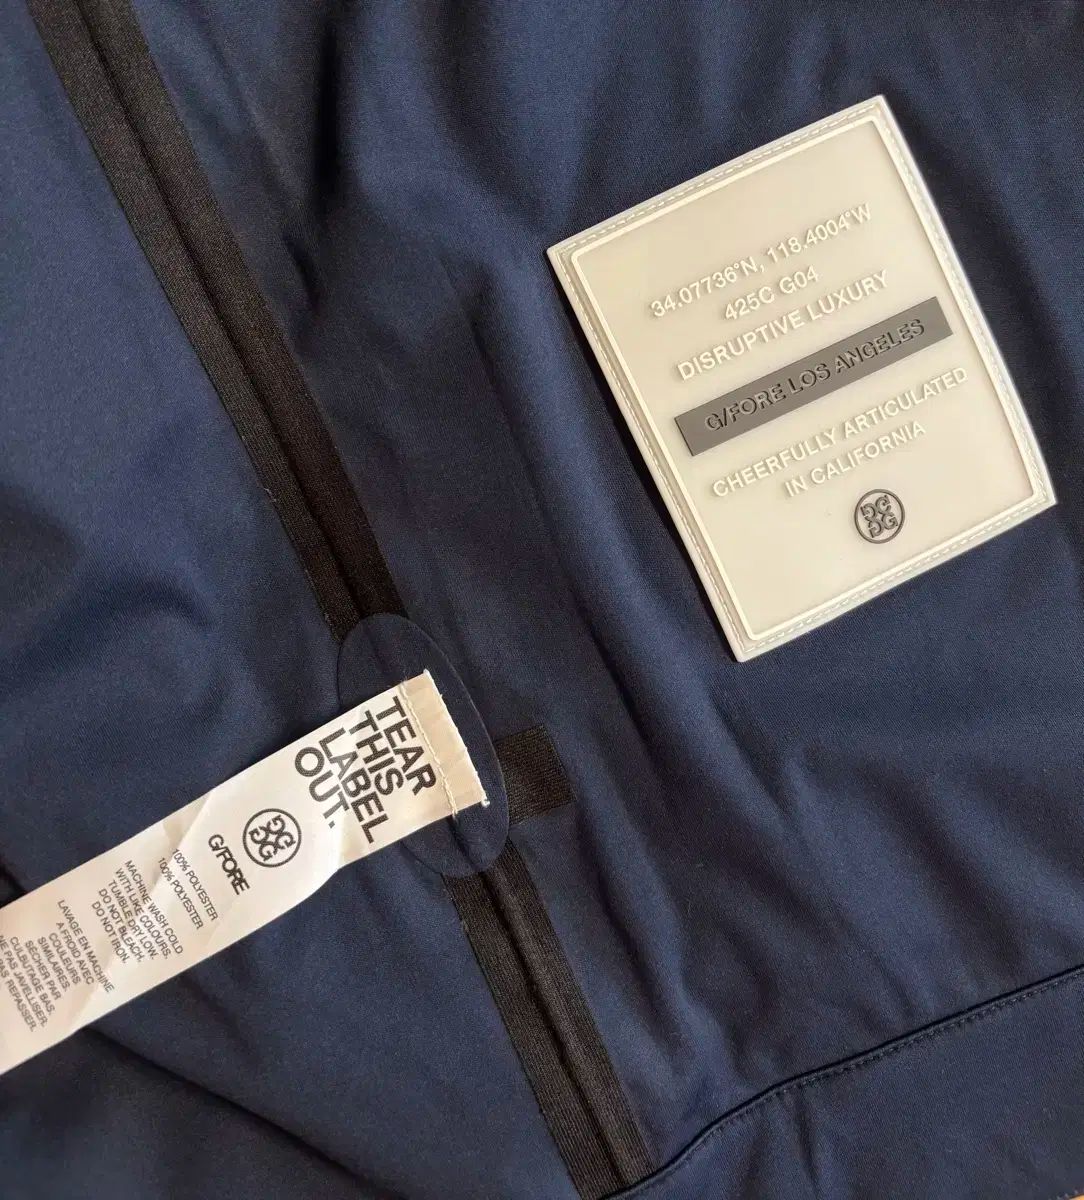 34.07736°N, 118.4004°W
425C G04
DISRUPTIVE LUXURY
G/FORE LOS ANGELES
CHEERFULLY ARTICULATED
IN CALIFORNIA
TEAR
THIS
LABEL
OUT.
G/FORE
100% POLYESTER
100% POLYESTER
MACHINE WASH COLD
WITH LIKE COLOURS.
TUMBLE DRY LOW.
DO NOT BLEACH.
DO NOT IRON.
LAVAGE EN MACHINE
A FROID AVEC
COULEURS
SIMILAIRES.
SÉCHER PAR
CULBUTAGE BAS.
NE PAS JAVELLISER.
PAS REPASSER.